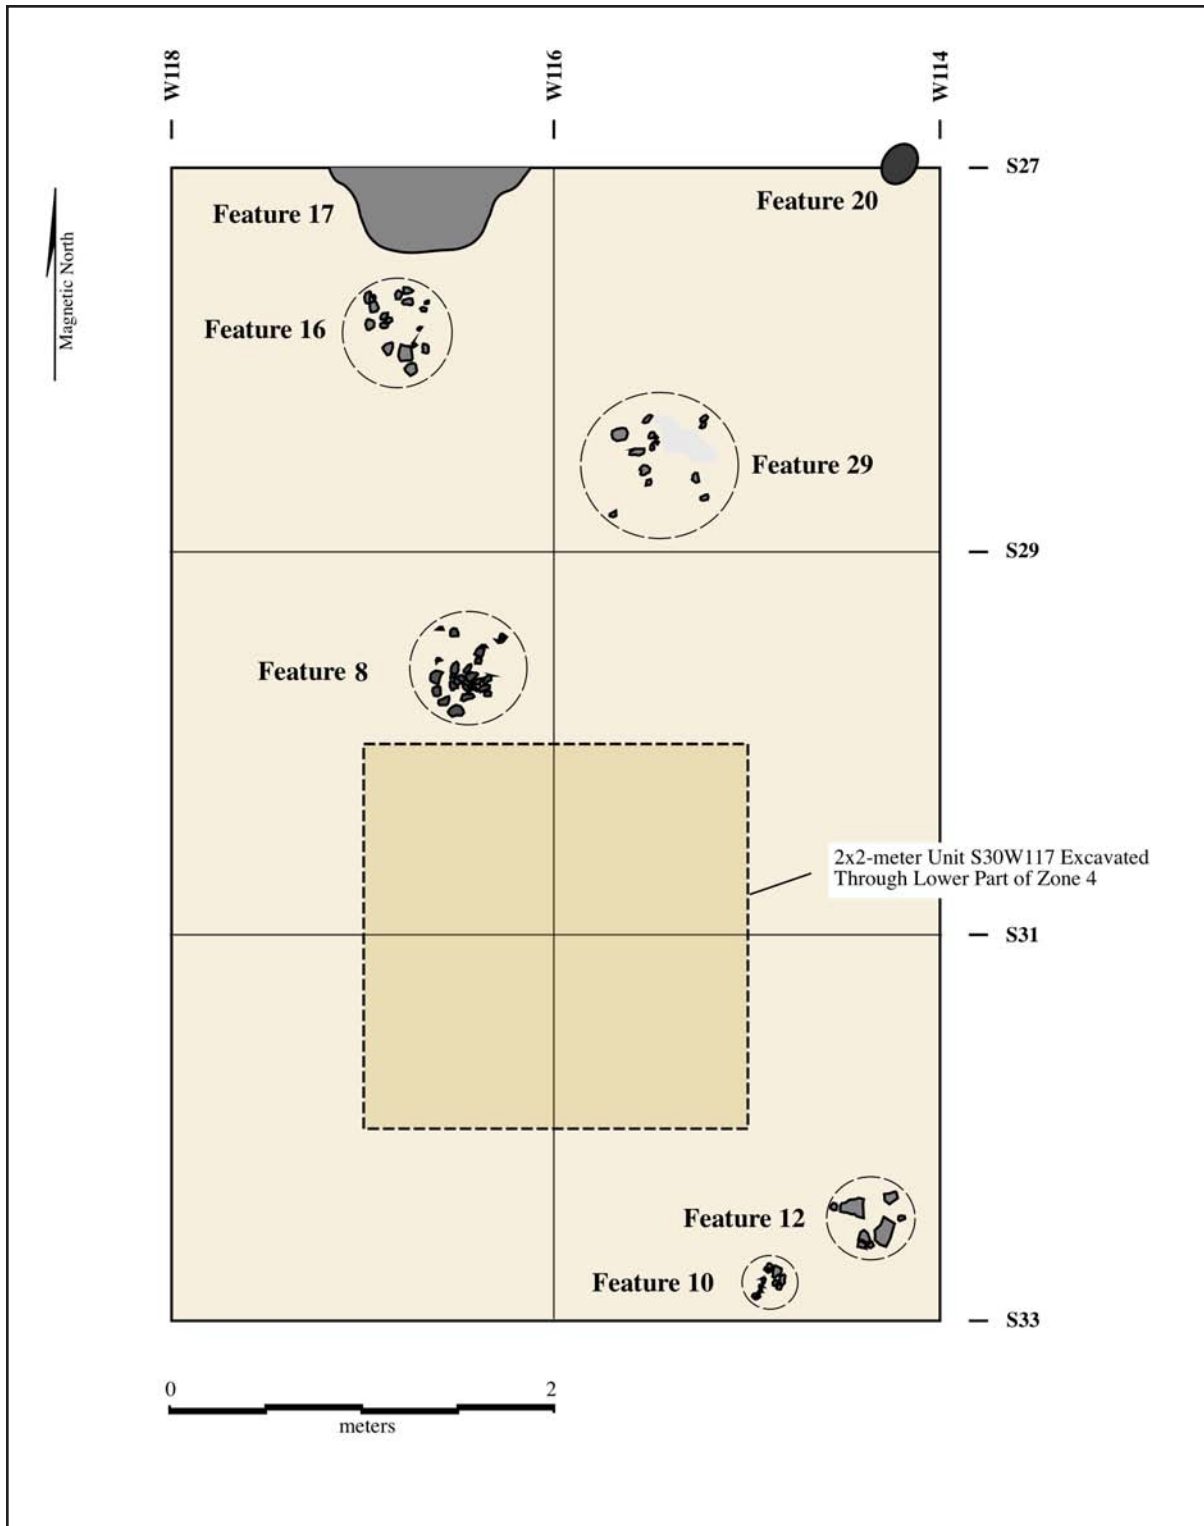 W118
W116
W114
S27
Feature 20
Feature 17
Magnetic North
Feature 16
Feature 29
S29
Feature 8
2x2-meter Unit S30W117 Excavated
Through Lower Part of Zone 4
S31
Feature 12
Feature 10
S33
0 2
meters